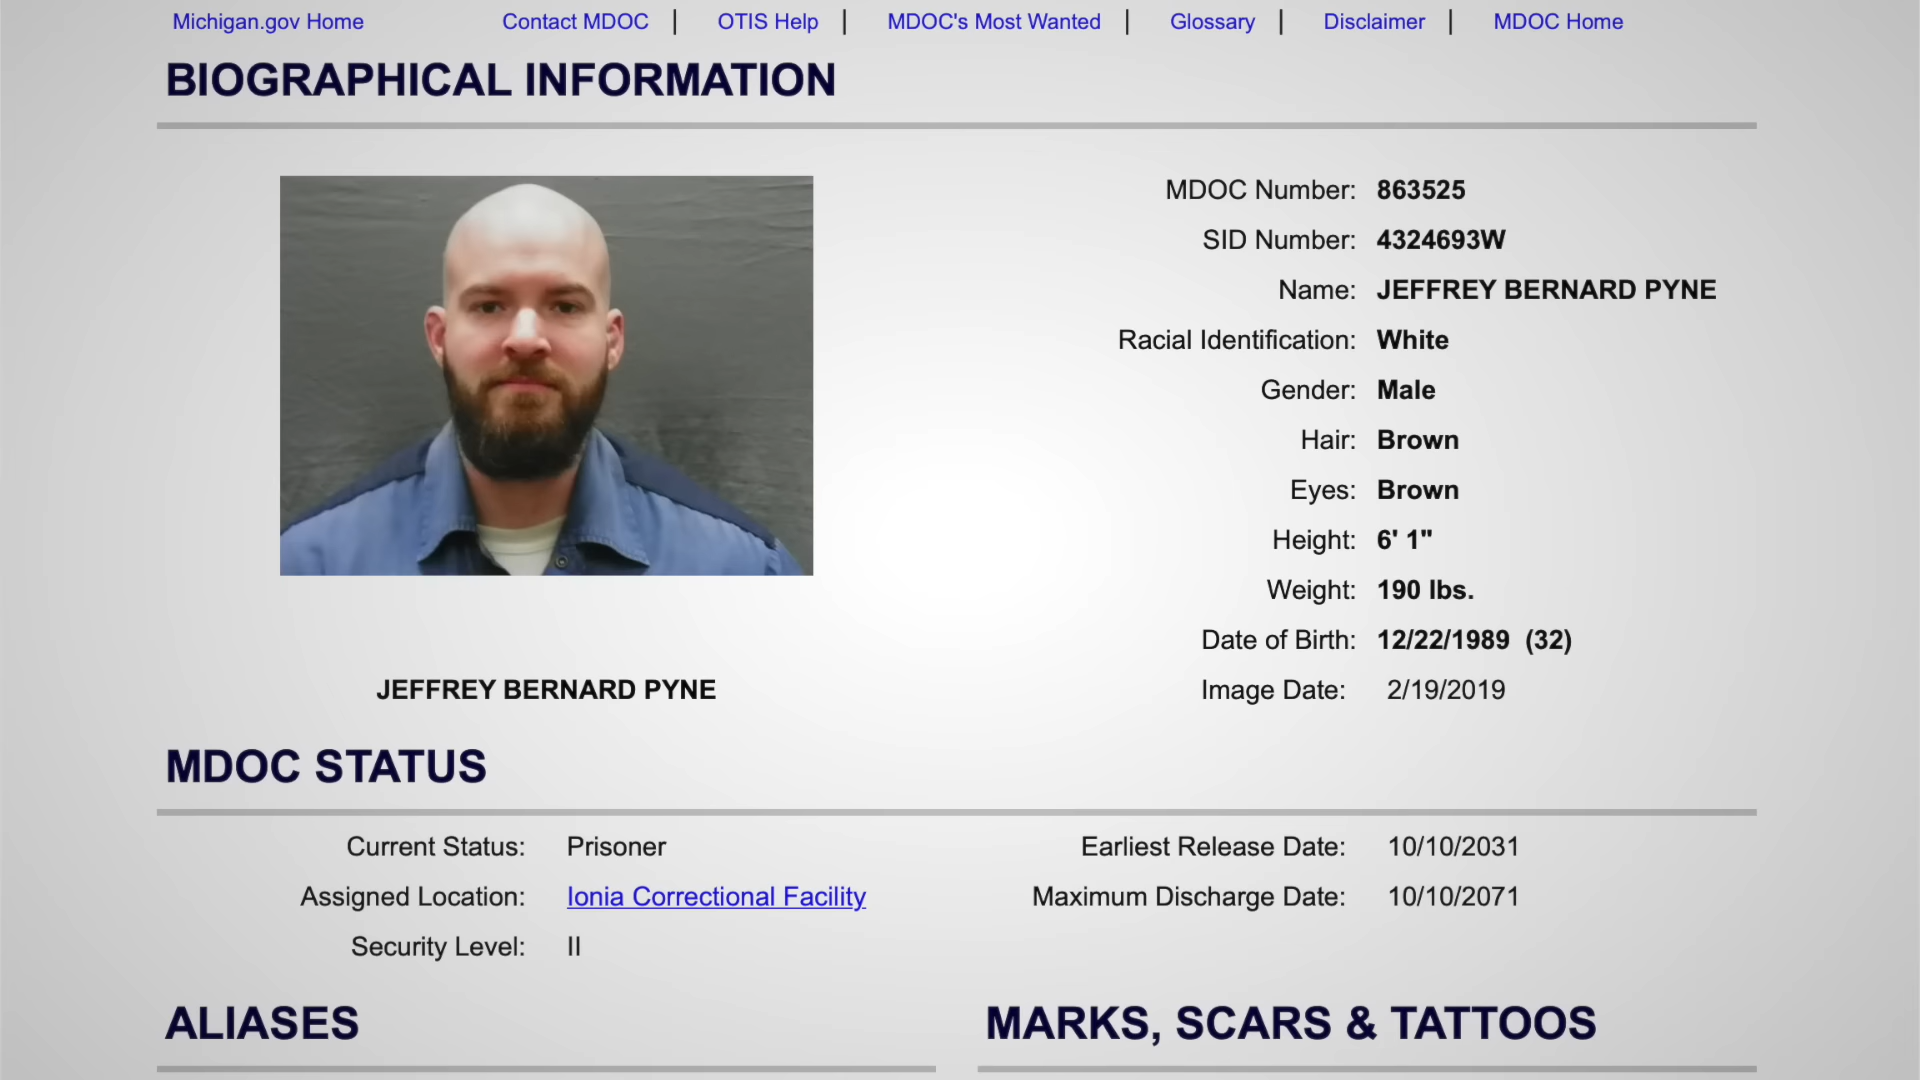 Michigan.gov Home Contact MDOC | OTIS Help | MDOC's Most Wanted | Glossary | Disclaimer | MDOC Home
BIOGRAPHICAL INFORMATION
MDOC Number: 863525
SID Number: 4324693W
Name: JEFFREY BERNARD PYNE
Racial Identification: White
Gender: Male
Hair: Brown
Eyes: Brown
Height: 6' 1"
Weight: 190 lbs.
Date of Birth: 12/22/1989 (32)
Image Date: 2/19/2019
JEFFREY BERNARD PYNE
MDOC STATUS
Current Status: Prisoner
Assigned Location: Ionia Correctional Facility
Security Level: II
Earliest Release Date: 10/10/2031
Maximum Discharge Date: 10/10/2071
ALIASES
MARKS, SCARS & TATTOOS